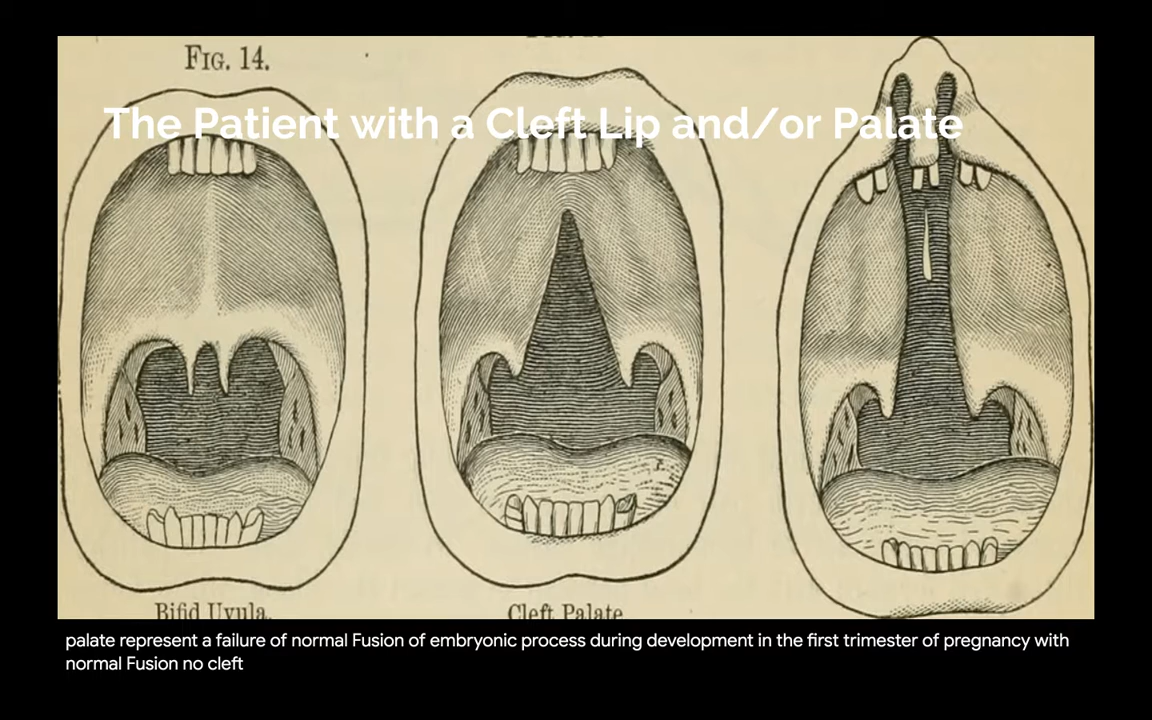 FIG. 14.
The Patient with a Cleft Lip and/or Palate
Bifid Uvula.
Cleft Palate
palate represent a failure of normal Fusion of embryonic process during development in the first trimester of pregnancy with
normal Fusion no cleft